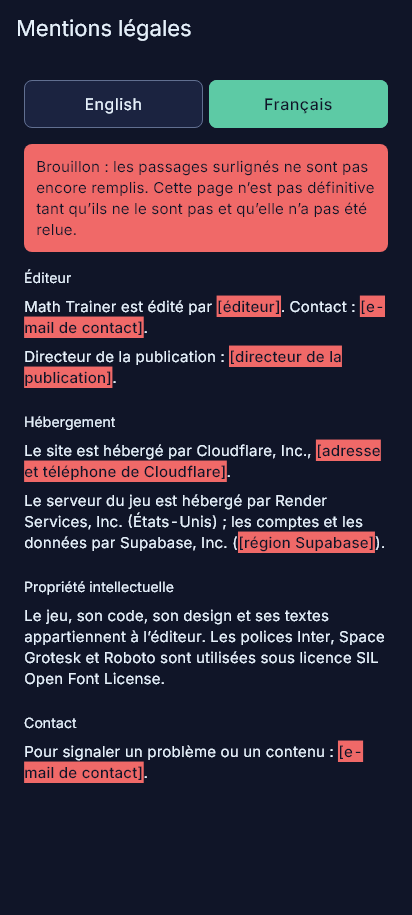 Mentions légales
English
Français
Brouillon : les passages surlignés ne sont pas
encore remplis. Cette page n’est pas définitive
tant qu’ils ne le sont pas et qu’elle n’a pas été
relue.
Éditeur
Math Trainer est édité par [éditeur]. Contact : [e-
mail de contact].
Directeur de la publication : [directeur de la
publication].
Hébergement
Le site est hébergé par Cloudflare, Inc., [adresse
et téléphone de Cloudflare].
Le serveur du jeu est hébergé par Render
Services, Inc. (États-Unis) ; les comptes et les
données par Supabase, Inc. ([région Supabase]).
Propriété intellectuelle
Le jeu, son code, son design et ses textes
appartiennent à l’éditeur. Les polices Inter, Space
Grotesk et Roboto sont utilisées sous licence SIL
Open Font License.
Contact
Pour signaler un problème ou un contenu : [e-
mail de contact].